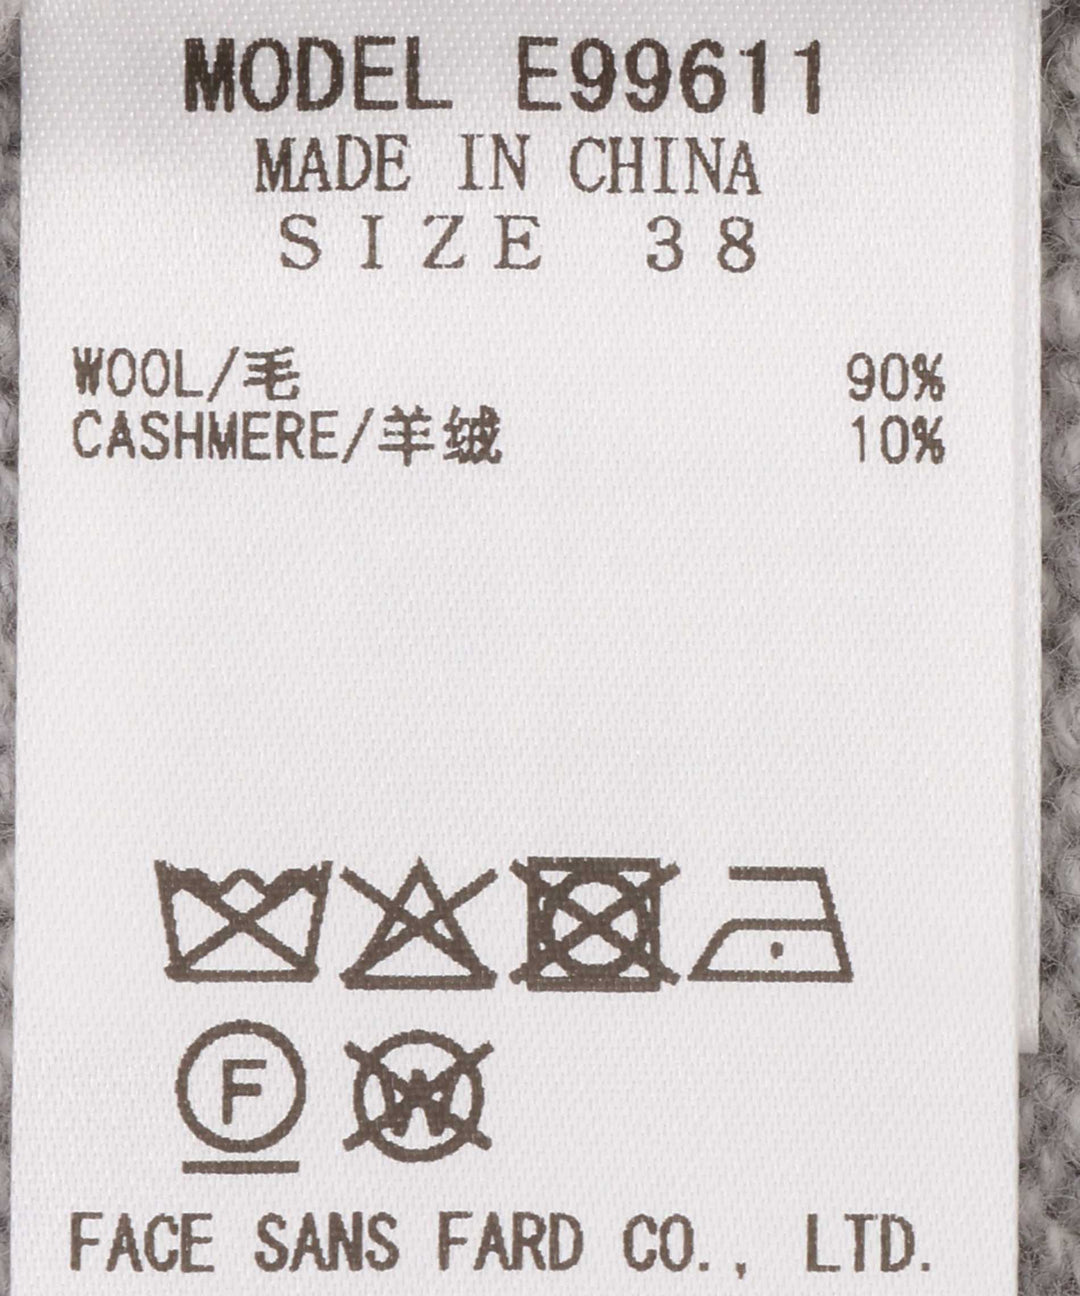 MODEL E99611
MADE IN CHINA
SIZE 38
WOOL/毛 90%
CASHMERE/羊绒 10%
F W
FACE SANS FARD CO., LTD.